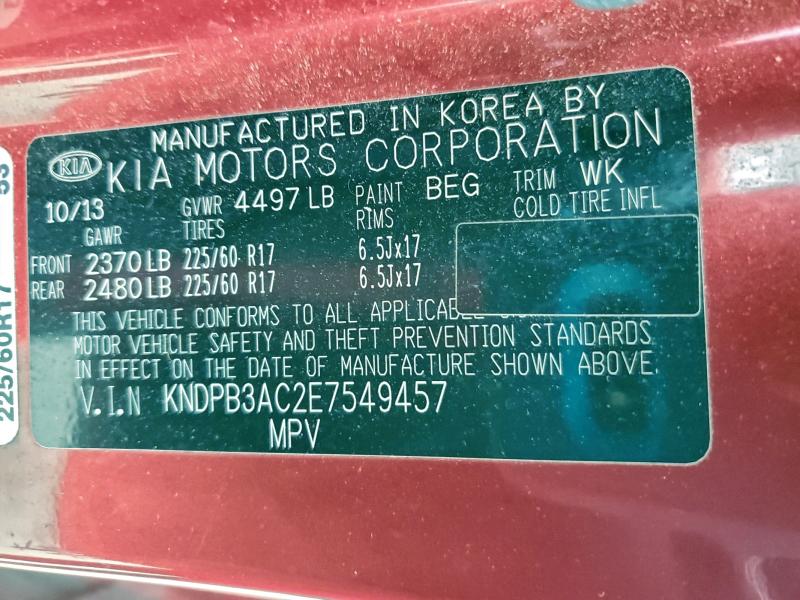 MANUFACTURED IN KOREA BY
KIA KIA MOTORS CORPORATION
10/13 GVWR 4497 LB PAINT BEG TRIM WK
GAWR TIRES RIMS COLD TIRE INFL
FRONT 2370 LB 225/60 R17 6.5Jx17
REAR 2480 LB 225/60 R17 6.5Jx17
THIS VEHICLE CONFORMS TO ALL APPLICABLE
MOTOR VEHICLE SAFETY AND THEFT PREVENTION STANDARDS
IN EFFECT ON THE DATE OF MANUFACTURE SHOWN ABOVE.
V.I.N KNDPB3AC2E7549457
MPV
225/60R17